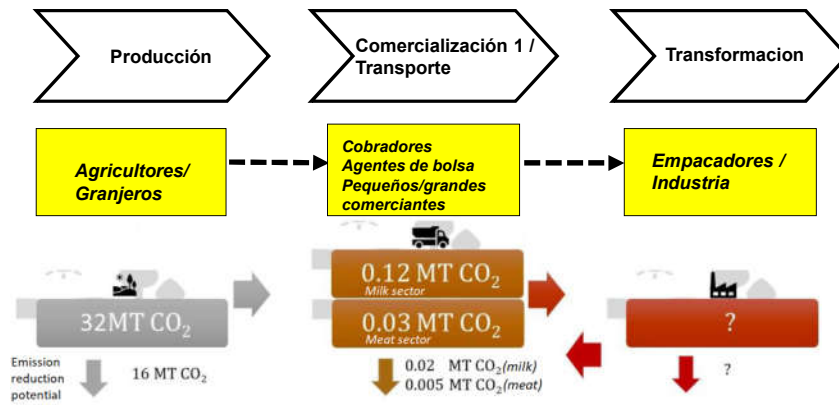 Producción
Comercialización 1 /
Transporte
Transformacion
Agricultores/
Granjeros
Cobradores
Agentes de bolsa
Pequeños/grandes
comerciantes
Empacadores /
Industria
32MT CO₂
0.12 MT CO₂
Milk sector
0.03 MT CO₂
Meat sector
?
Emission
reduction
potential
16 MT CO₂
0.02 MT CO₂(milk)
0.005 MT CO₂(meat)
?